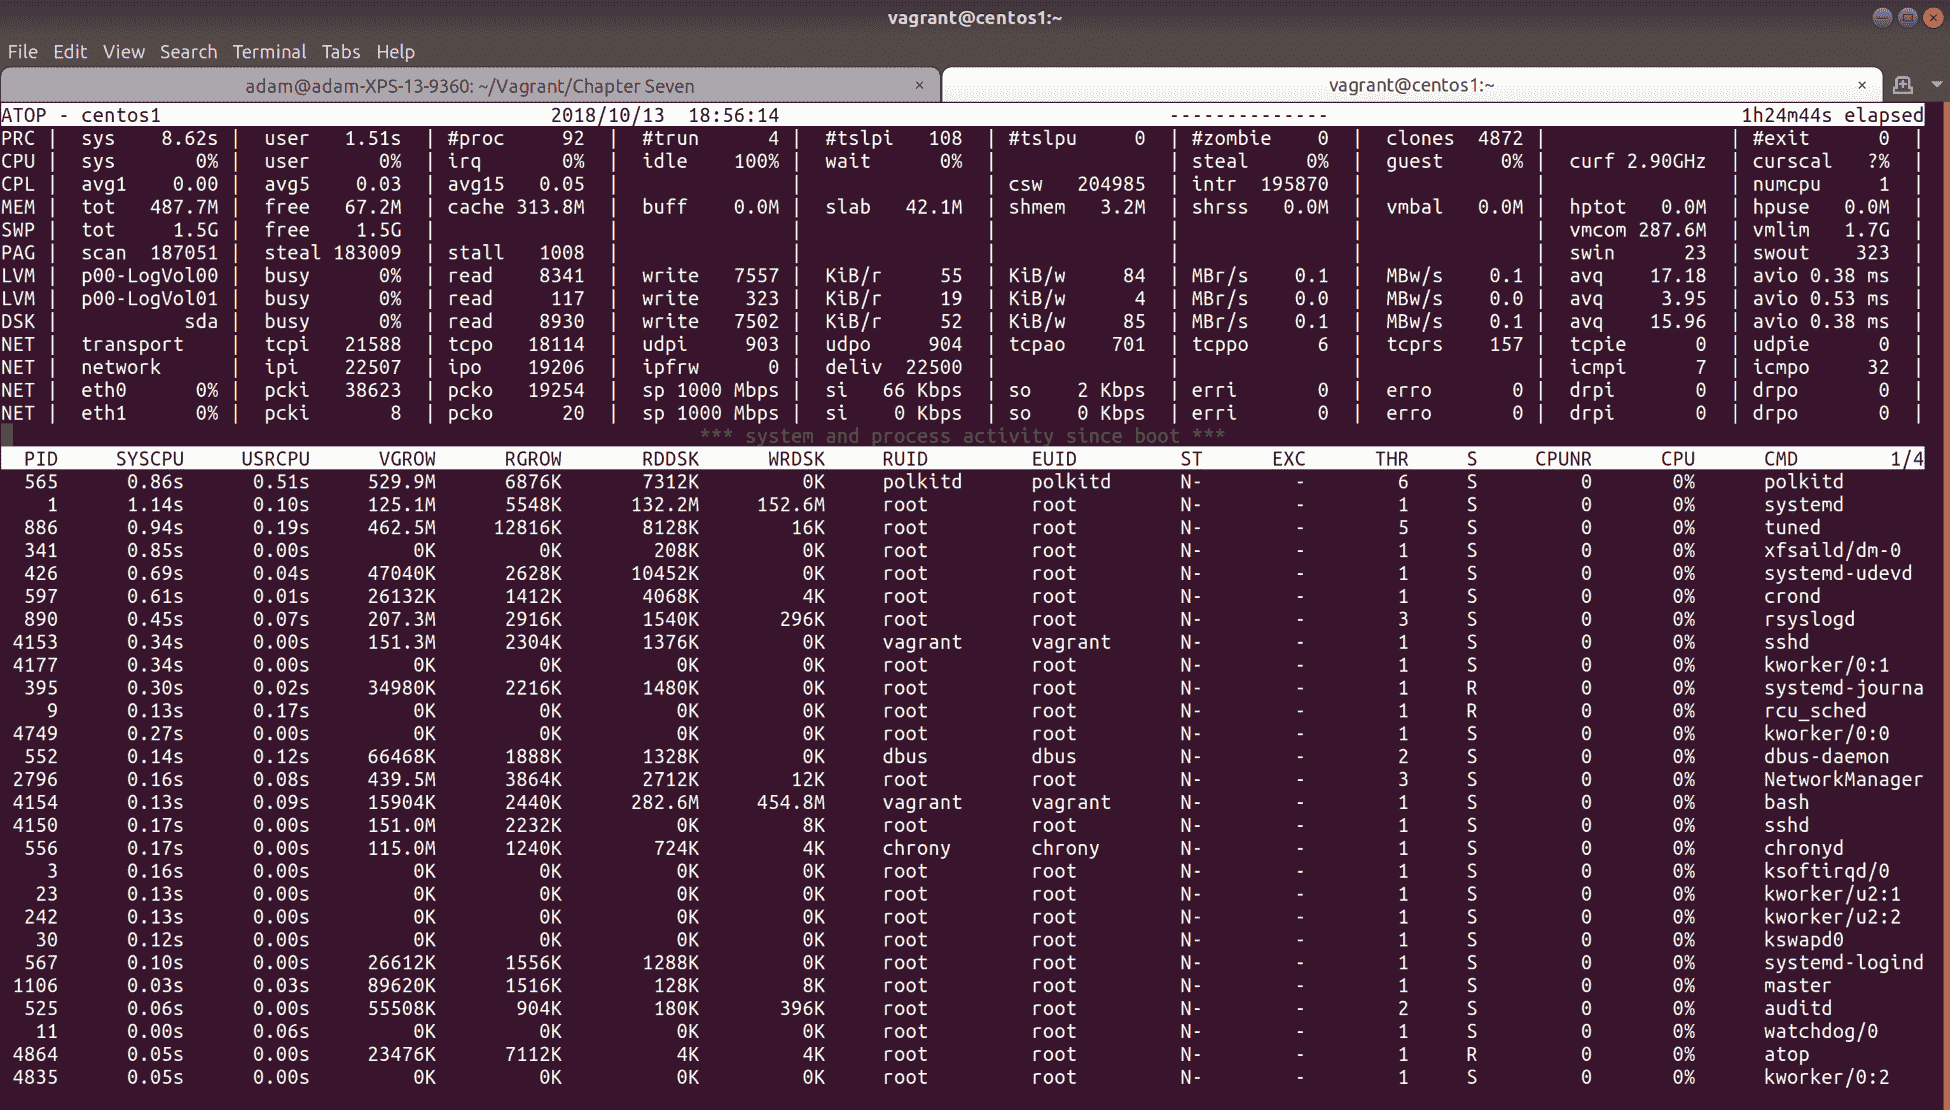 vagrant@centos1:~
File Edit View Search Terminal Tabs Help
adam@adam-XPS-13-9360: ~/Vagrant/Chapter Seven × vagrant@centos1:~ ×
ATOP - centos1 2018/10/13 18:56:14 -------------- 1h24m44s elapsed
PRC | sys 8.62s | user 1.51s | #proc 92 | #trun 4 | #tslpi 108 | #tslpu 0 | #zombie 0 | clones 4872 | | #exit 0 |
CPU | sys 0% | user 0% | irq 0% | idle 100% | wait 0% | | steal 0% | guest 0% | curf 2.90GHz | curscal ?% |
CPL | avg1 0.00 | avg5 0.03 | avg15 0.05 | | | csw 204985 | intr 195870 | | | numcpu 1 |
MEM | tot 487.7M | free 67.2M | cache 313.8M | buff 0.0M | slab 42.1M | shmem 3.2M | shrss 0.0M | vmbal 0.0M | hptot 0.0M | hpuse 0.0M |
SWP | tot 1.5G | free 1.5G | | | | | | | vmcom 287.6M | vmlim 1.7G |
PAG | scan 187051 | steal 183009 | stall 1008 | | | | | | swin 23 | swout 323 |
LVM | p00-LogVol00 | busy 0% | read 8341 | write 7557 | KiB/r 55 | KiB/w 84 | MBr/s 0.1 | MBw/s 0.1 | avq 17.18 | avio 0.38 ms |
LVM | p00-LogVol01 | busy 0% | read 117 | write 323 | KiB/r 19 | KiB/w 4 | MBr/s 0.0 | MBw/s 0.0 | avq 3.95 | avio 0.53 ms |
DSK | sda | busy 0% | read 8930 | write 7502 | KiB/r 52 | KiB/w 85 | MBr/s 0.1 | MBw/s 0.1 | avq 15.96 | avio 0.38 ms |
NET | transport | tcpi 21588 | tcpo 18114 | udpi 903 | udpo 904 | tcpao 701 | tcppo 6 | tcprs 157 | tcpie 0 | udpie 0 |
NET | network | ipi 22507 | ipo 19206 | ipfrw 0 | deliv 22500 | | | | icmpi 7 | icmpo 32 |
NET | eth0 0% | pcki 38623 | pcko 19254 | sp 1000 Mbps | si 66 Kbps | so 2 Kbps | erri 0 | erro 0 | drpi 0 | drpo 0 |
NET | eth1 0% | pcki 8 | pcko 20 | sp 1000 Mbps | si 0 Kbps | so 0 Kbps | erri 0 | erro 0 | drpi 0 | drpo 0 |
*** system and process activity since boot ***
PID SYSCPU USRCPU VGROW RGROW RDDSK WRDSK RUID EUID ST EXC THR S CPUNR CPU CMD 1/4
565 0.86s 0.51s 529.9M 6876K 7312K 0K polkitd polkitd N- - 6 S 0 0% polkitd
1 1.14s 0.10s 125.1M 5548K 132.2M 152.6M root root N- - 1 S 0 0% systemd
886 0.94s 0.19s 462.5M 12816K 8128K 16K root root N- - 5 S 0 0% tuned
341 0.85s 0.00s 0K 0K 208K 0K root root N- - 1 S 0 0% xfsaild/dm-0
426 0.69s 0.04s 47040K 2628K 10452K 0K root root N- - 1 S 0 0% systemd-udevd
597 0.61s 0.01s 26132K 1412K 4068K 4K root root N- - 1 S 0 0% crond
890 0.45s 0.07s 207.3M 2916K 1540K 296K root root N- - 3 S 0 0% rsyslogd
4153 0.34s 0.00s 151.3M 2304K 1376K 0K vagrant vagrant N- - 1 S 0 0% sshd
4177 0.34s 0.00s 0K 0K 0K 0K root root N- - 1 S 0 0% kworker/0:1
395 0.30s 0.02s 34980K 2216K 1480K 0K root root N- - 1 R 0 0% systemd-journa
9 0.13s 0.17s 0K 0K 0K 0K root root N- - 1 R 0 0% rcu_sched
4749 0.27s 0.00s 0K 0K 0K 0K root root N- - 1 S 0 0% kworker/0:0
552 0.14s 0.12s 66468K 1888K 1328K 0K dbus dbus N- - 2 S 0 0% dbus-daemon
2796 0.16s 0.08s 439.5M 3864K 2712K 12K root root N- - 3 S 0 0% NetworkManager
4154 0.13s 0.09s 15904K 2440K 282.6M 454.8M vagrant vagrant N- - 1 S 0 0% bash
4150 0.17s 0.00s 151.0M 2232K 0K 8K root root N- - 1 S 0 0% sshd
556 0.17s 0.00s 115.0M 1240K 724K 4K chrony chrony N- - 1 S 0 0% chronyd
3 0.16s 0.00s 0K 0K 0K 0K root root N- - 1 S 0 0% ksoftirqd/0
23 0.13s 0.00s 0K 0K 0K 0K root root N- - 1 S 0 0% kworker/u2:1
242 0.13s 0.00s 0K 0K 0K 0K root root N- - 1 S 0 0% kworker/u2:2
30 0.12s 0.00s 0K 0K 0K 0K root root N- - 1 S 0 0% kswapd0
567 0.10s 0.00s 26612K 1556K 1288K 0K root root N- - 1 S 0 0% systemd-logind
1106 0.03s 0.03s 89620K 1516K 128K 8K root root N- - 1 S 0 0% master
525 0.06s 0.00s 55508K 904K 180K 396K root root N- - 2 S 0 0% auditd
11 0.00s 0.06s 0K 0K 0K 0K root root N- - 1 S 0 0% watchdog/0
4864 0.05s 0.00s 23476K 7112K 4K 4K root root N- - 1 R 0 0% atop
4835 0.05s 0.00s 0K 0K 0K 0K root root N- - 1 S 0 0% kworker/0:2